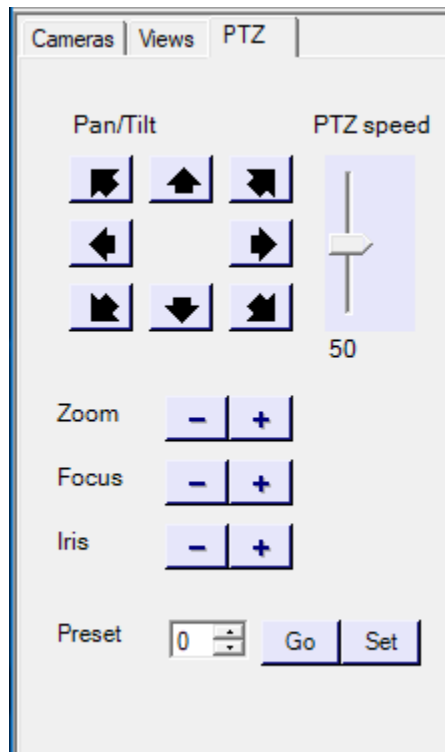 Cameras Views PTZ
Pan/Tilt PTZ speed
50
Zoom - +
Focus - +
Iris - +
Preset 0 Go Set